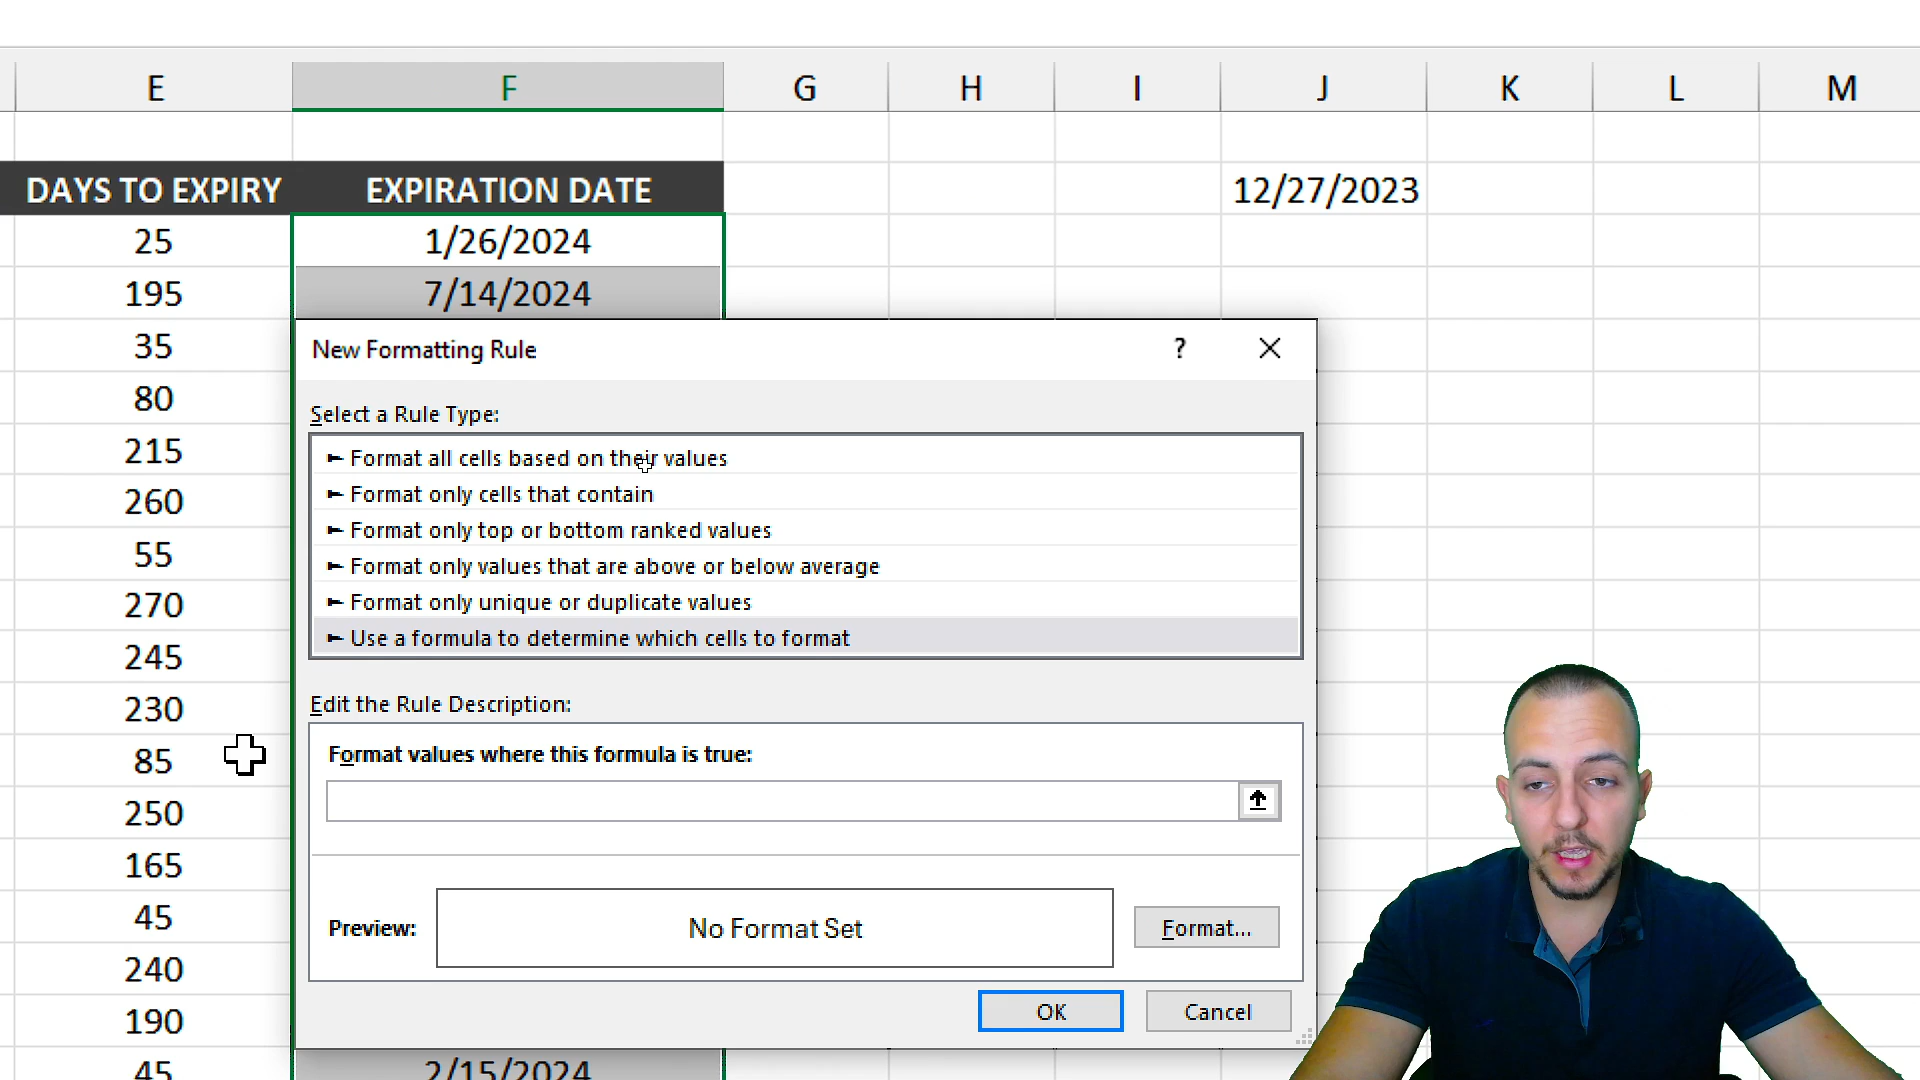 E F G H I J K L M
DAYS TO EXPIRY EXPIRATION DATE 12/27/2023
25 1/26/2024
195 7/14/2024
35
80
215
260
55
270
245
230
85
250
165
45
240
190
45 2/15/2024
New Formatting Rule ? ✕
Select a Rule Type:
► Format all cells based on their values
► Format only cells that contain
► Format only top or bottom ranked values
► Format only values that are above or below average
► Format only unique or duplicate values
► Use a formula to determine which cells to format
Edit the Rule Description:
Format values where this formula is true:
Preview: No Format Set Format...
OK Cancel